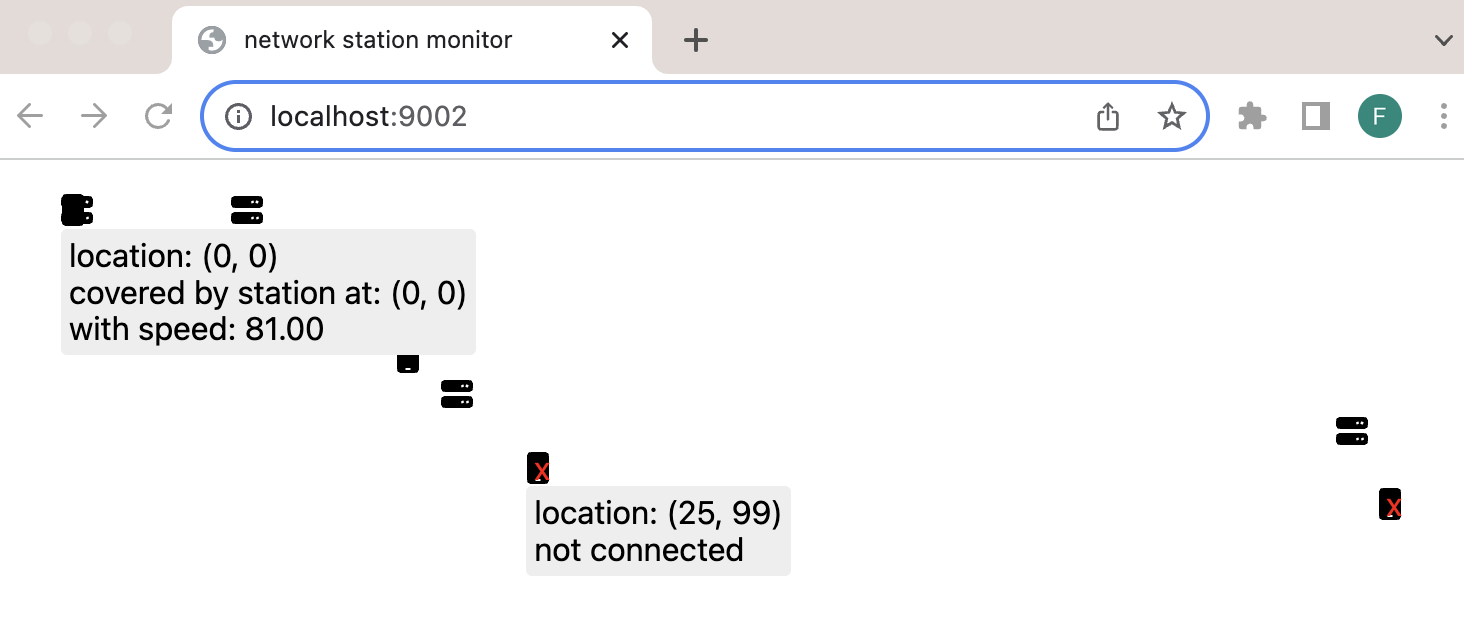 network station monitor
localhost:9002
F
location: (0, 0)
covered by station at: (0, 0)
with speed: 81.00
X
location: (25, 99)
not connected
X